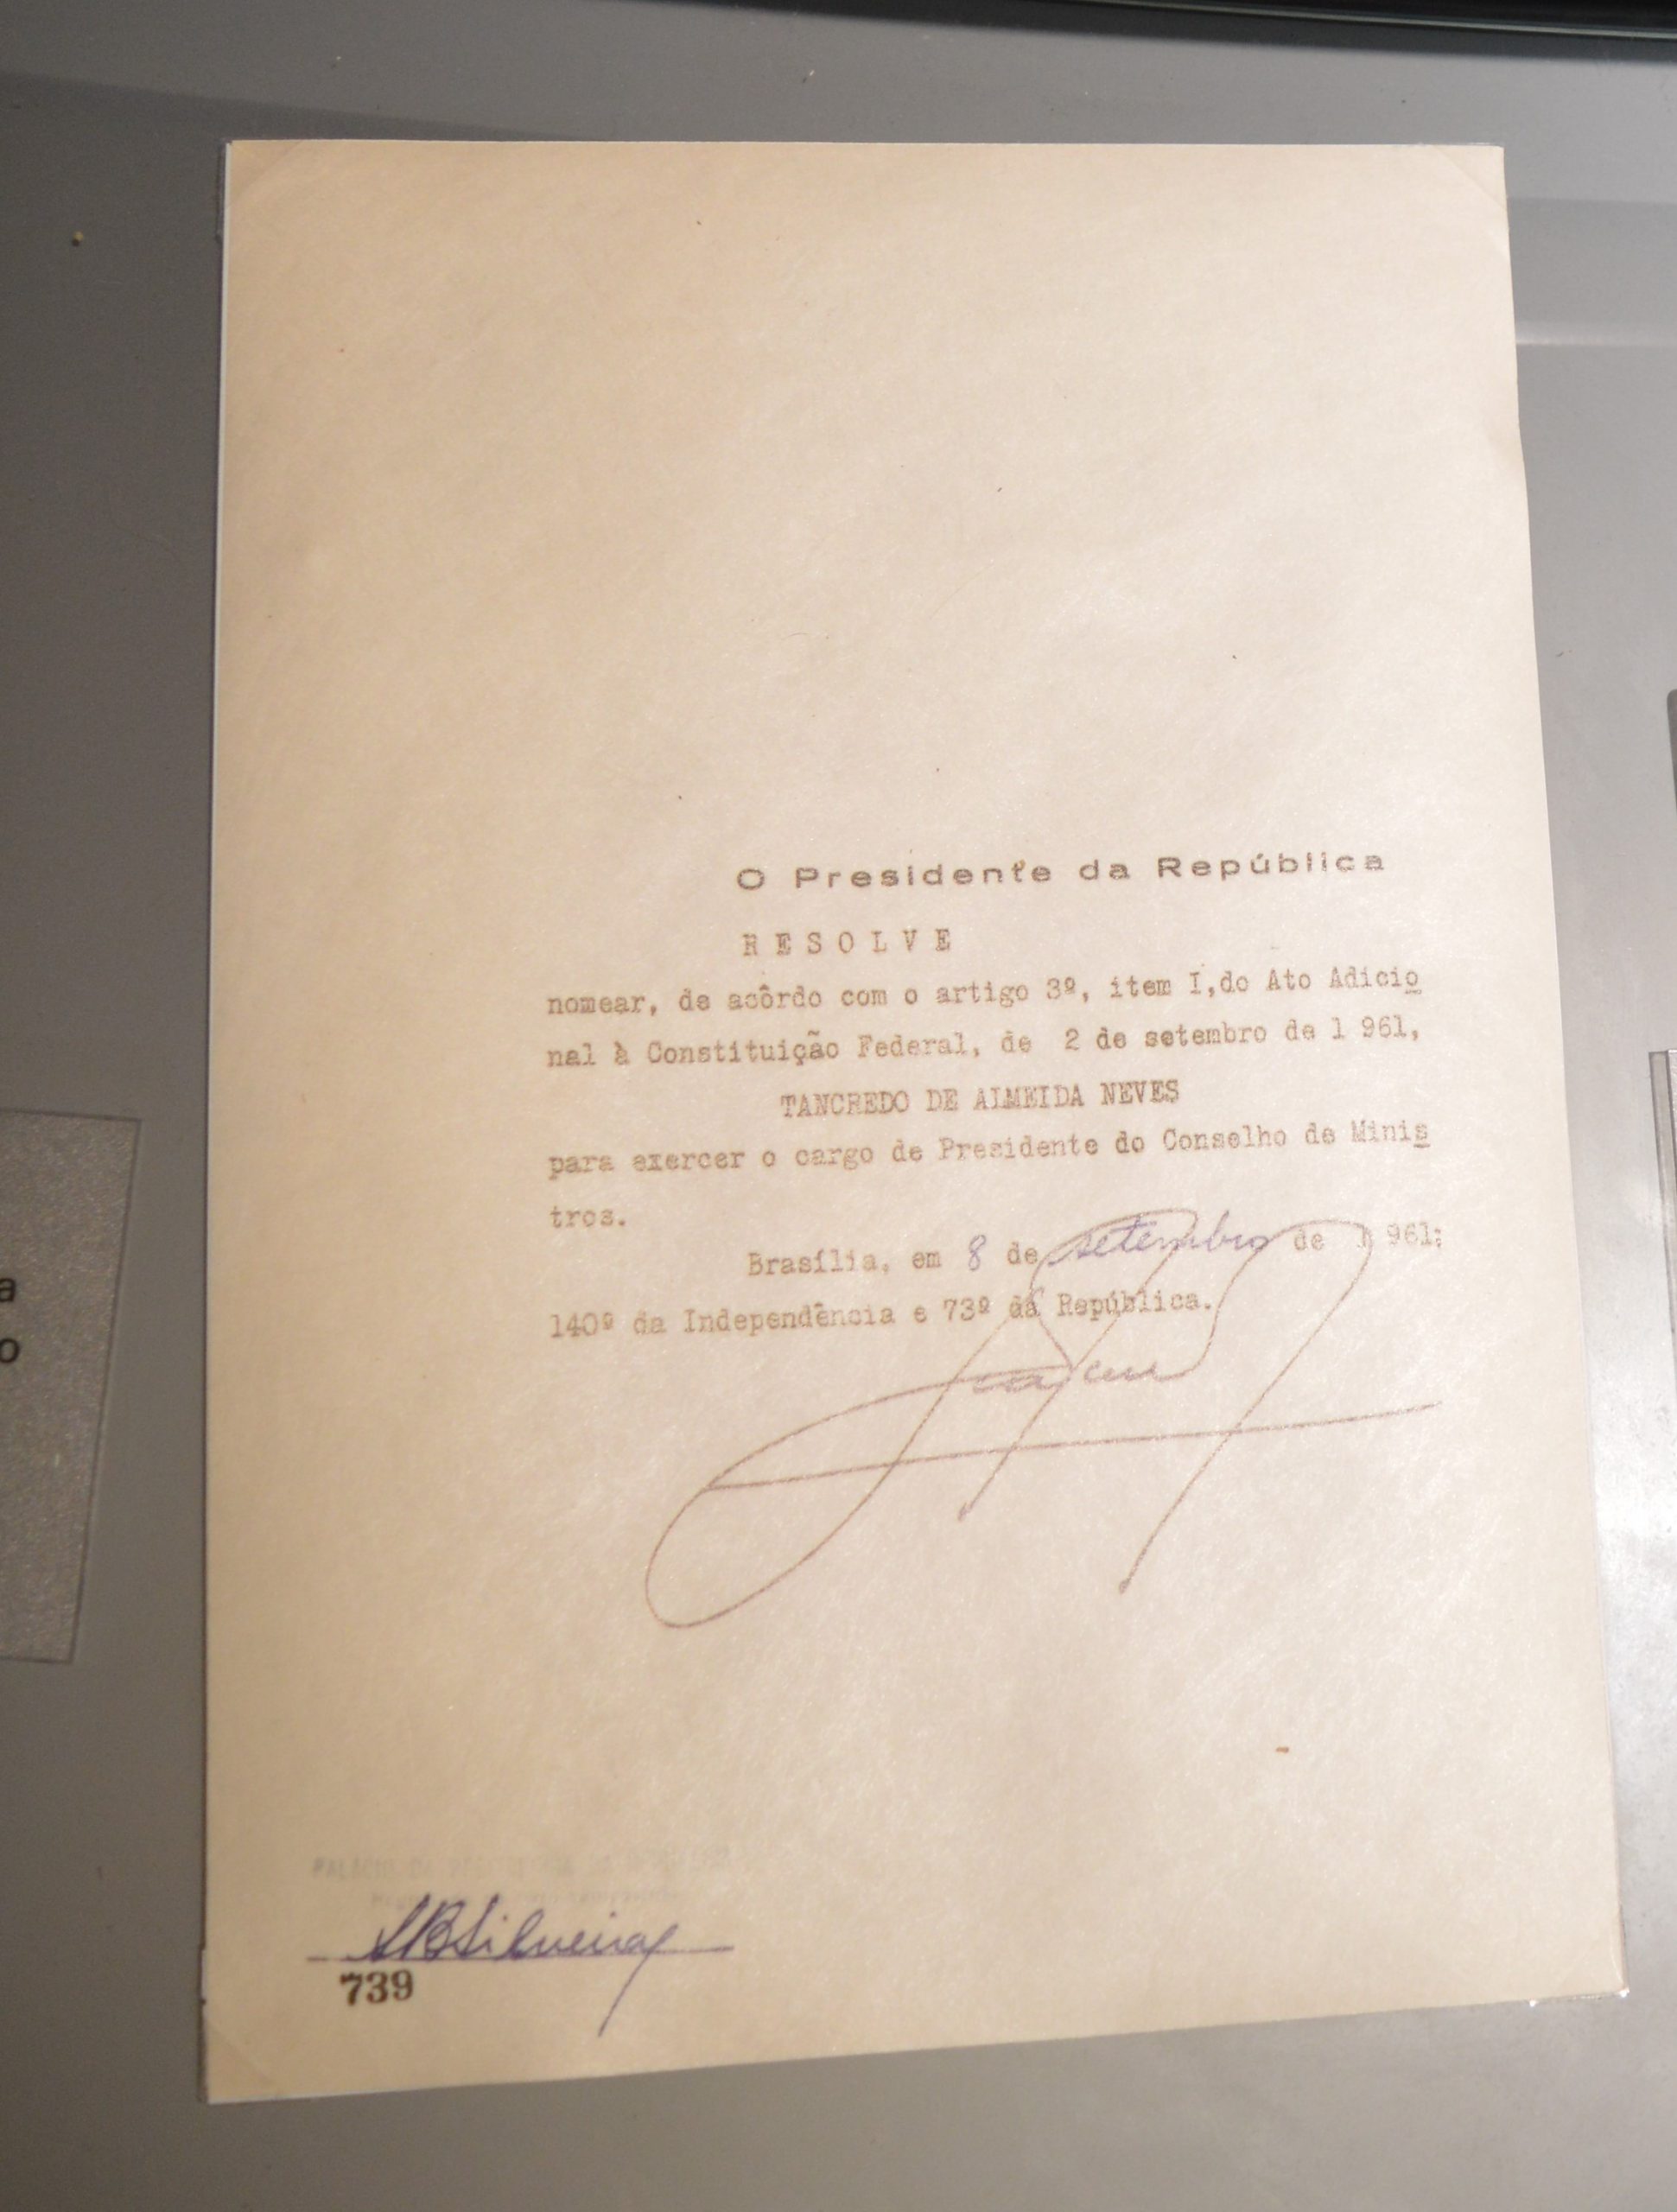 O Presidente da República
RESOLVE
nomear, de acôrdo com o artigo 3º, item I,do Ato Adicio
nal à Constituição Federal, de 2 de setembro de 1 961,
TANCREDO DE ALMEIDA NEVES
para exercer o cargo de Presidente do Conselho de Minis
tros.
Brasília, em 8 de setembro de 1 961;
140º da Independência e 73º da República.
PALÁCIO
ABSilveira
739
a
o